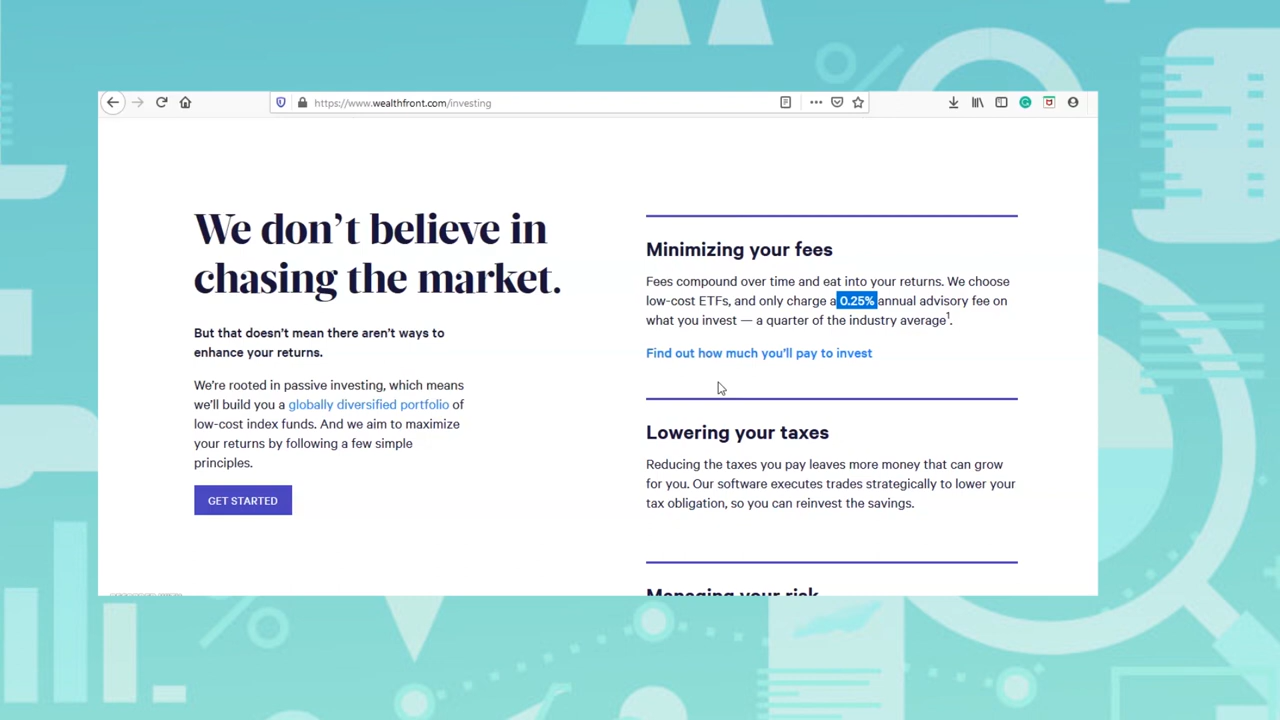 https://www.wealthfront.com/investing
We don't believe in
chasing the market.
But that doesn't mean there aren't ways to
enhance your returns.
We're rooted in passive investing, which means
we'll build you a globally diversified portfolio of
low-cost index funds. And we aim to maximize
your returns by following a few simple
principles.
GET STARTED
Minimizing your fees
Fees compound over time and eat into your returns. We choose
low-cost ETFs, and only charge a 0.25% annual advisory fee on
what you invest — a quarter of the industry average¹.
Find out how much you'll pay to invest
Lowering your taxes
Reducing the taxes you pay leaves more money that can grow
for you. Our software executes trades strategically to lower your
tax obligation, so you can reinvest the savings.
Managing your risk